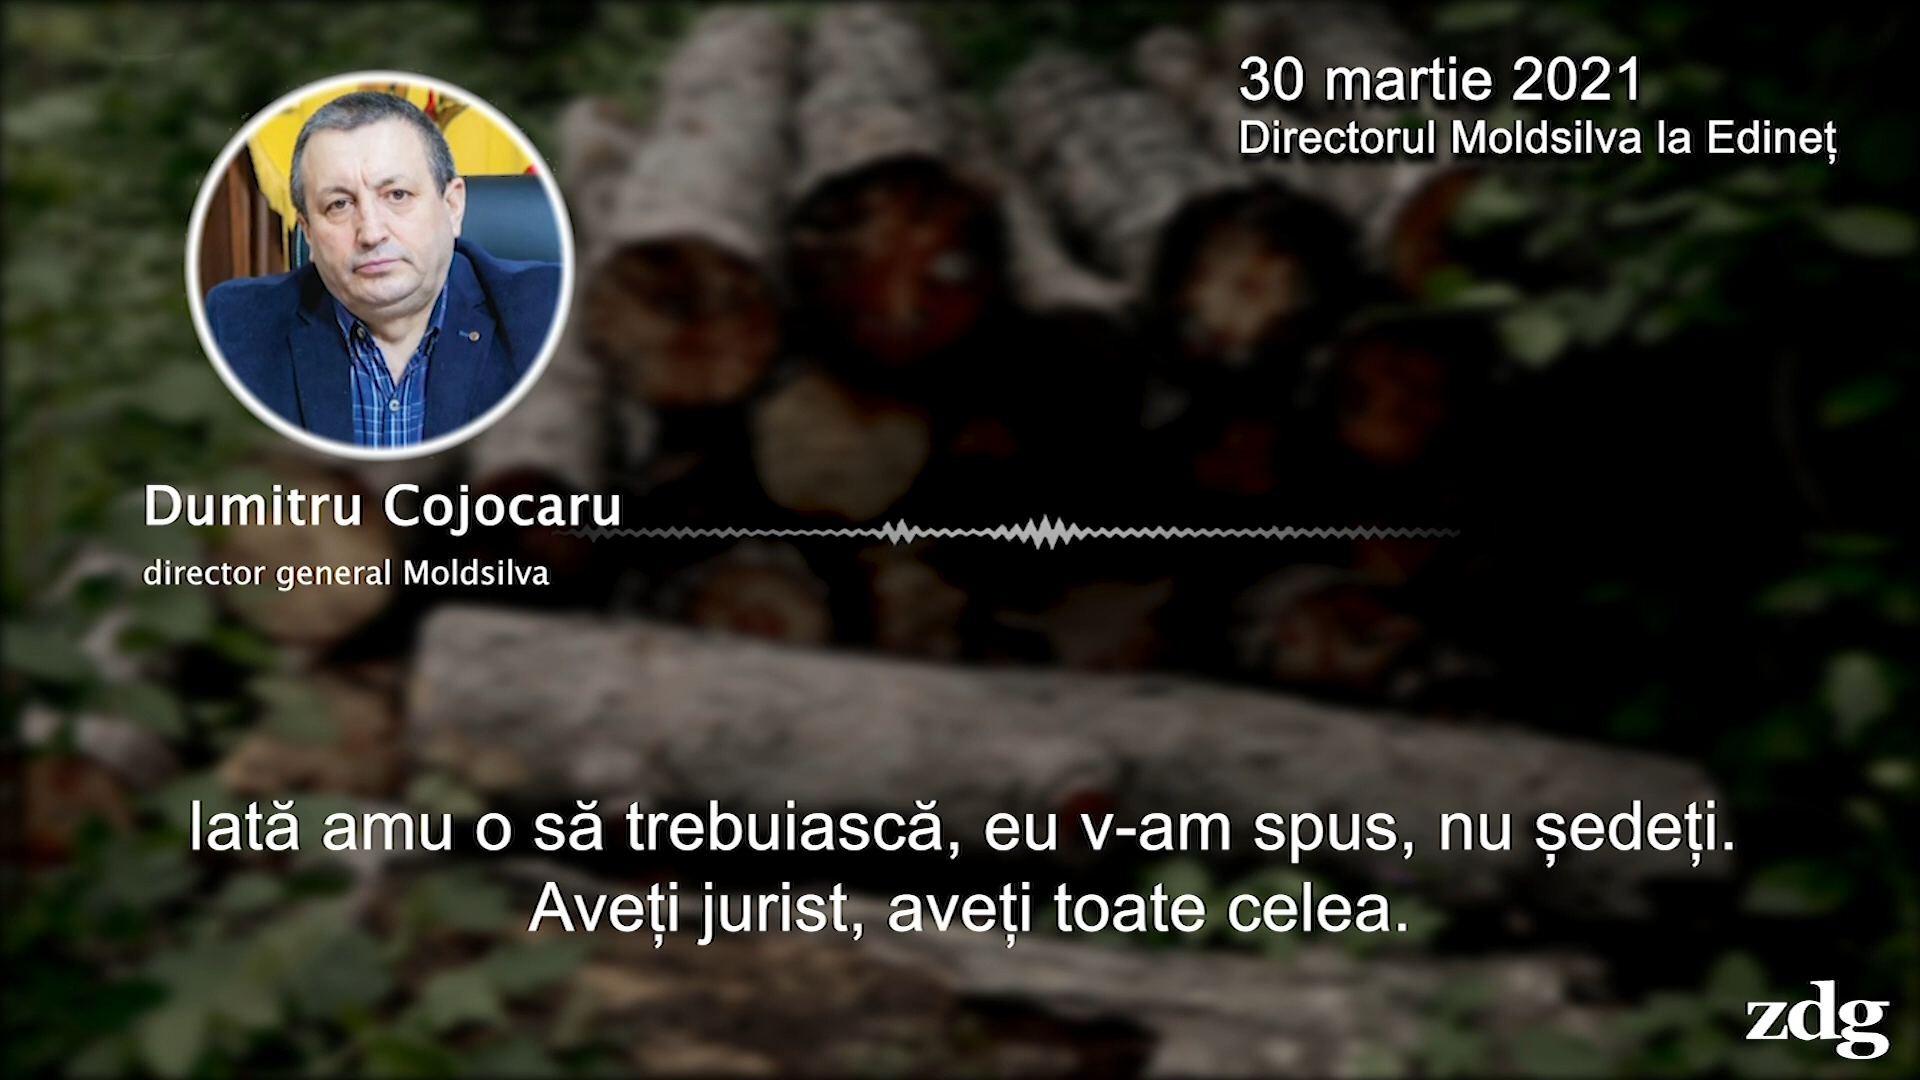 30 martie 2021
Directorul Moldsilva la Edineț
Dumitru Cojocaru
director general Moldsilva
Iată amu o să trebuiască, eu v-am spus, nu ședeți.
Aveți jurist, aveți toate celea.
zdg